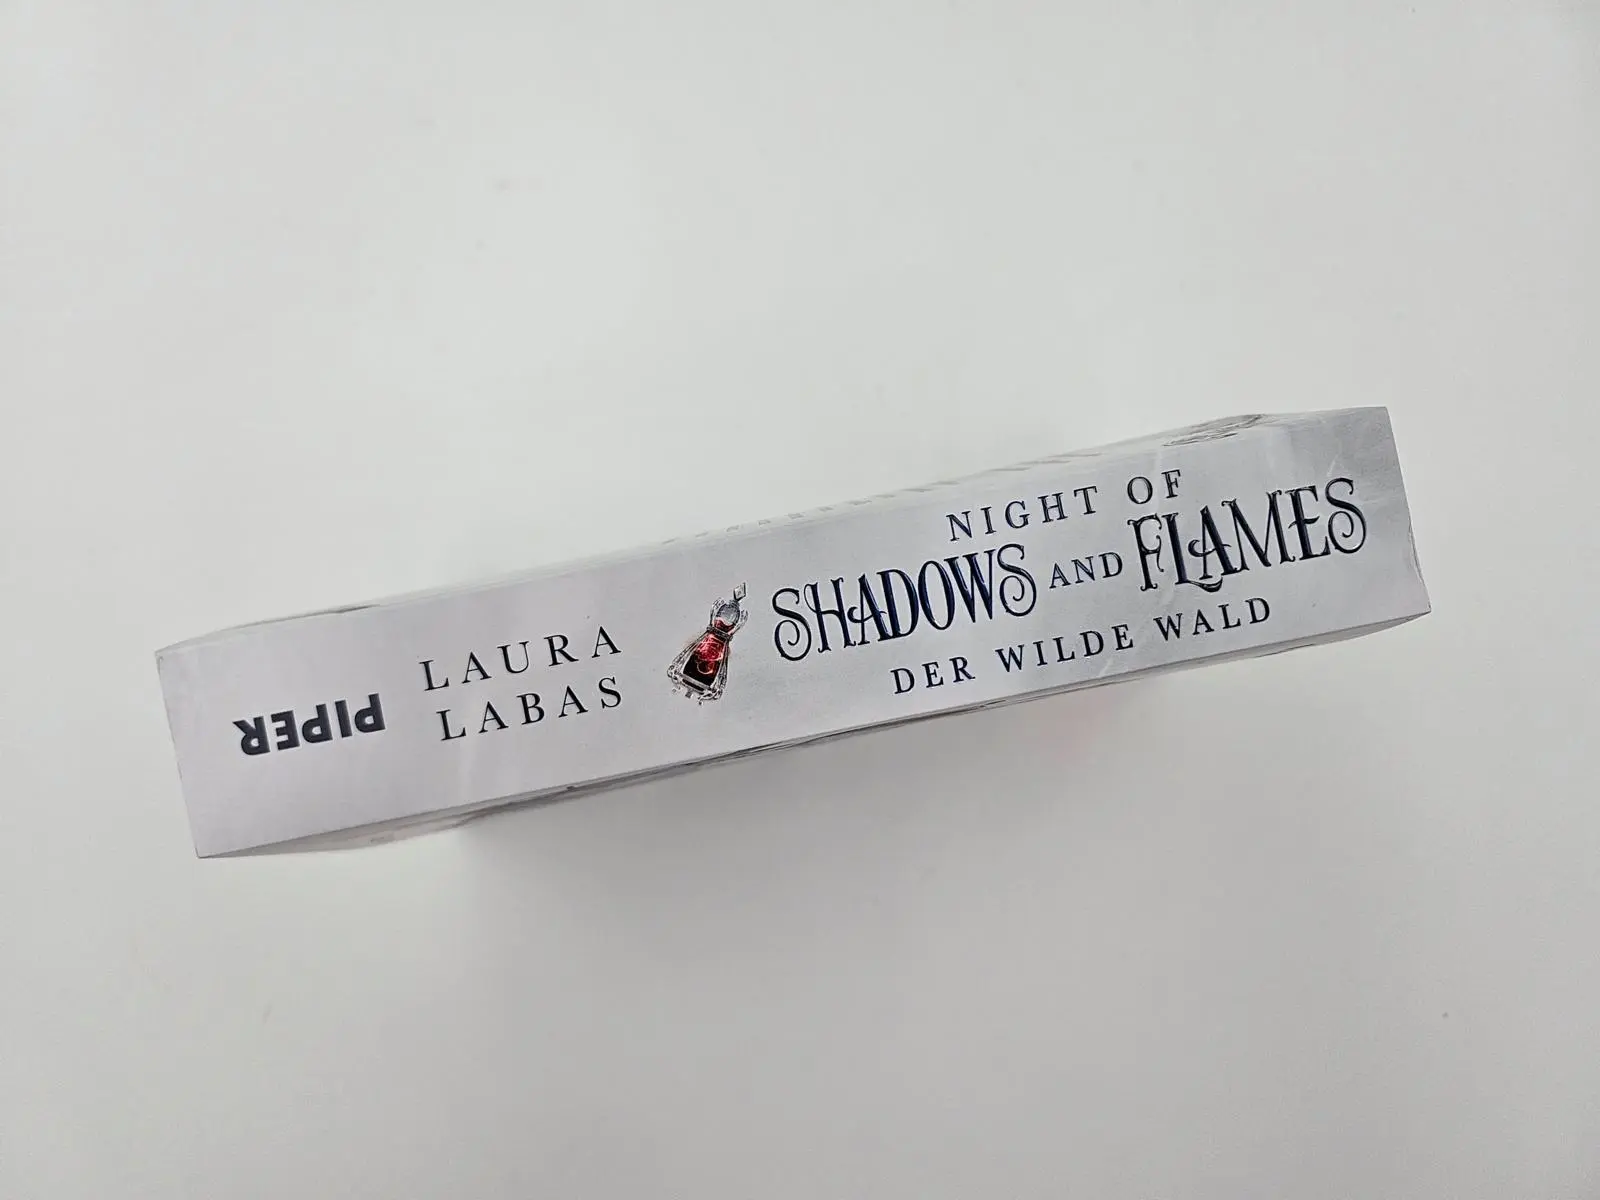 PIPER
LAURA
LABAS
NIGHT OF
SHADOWS AND FLAMES
DER WILDE WALD